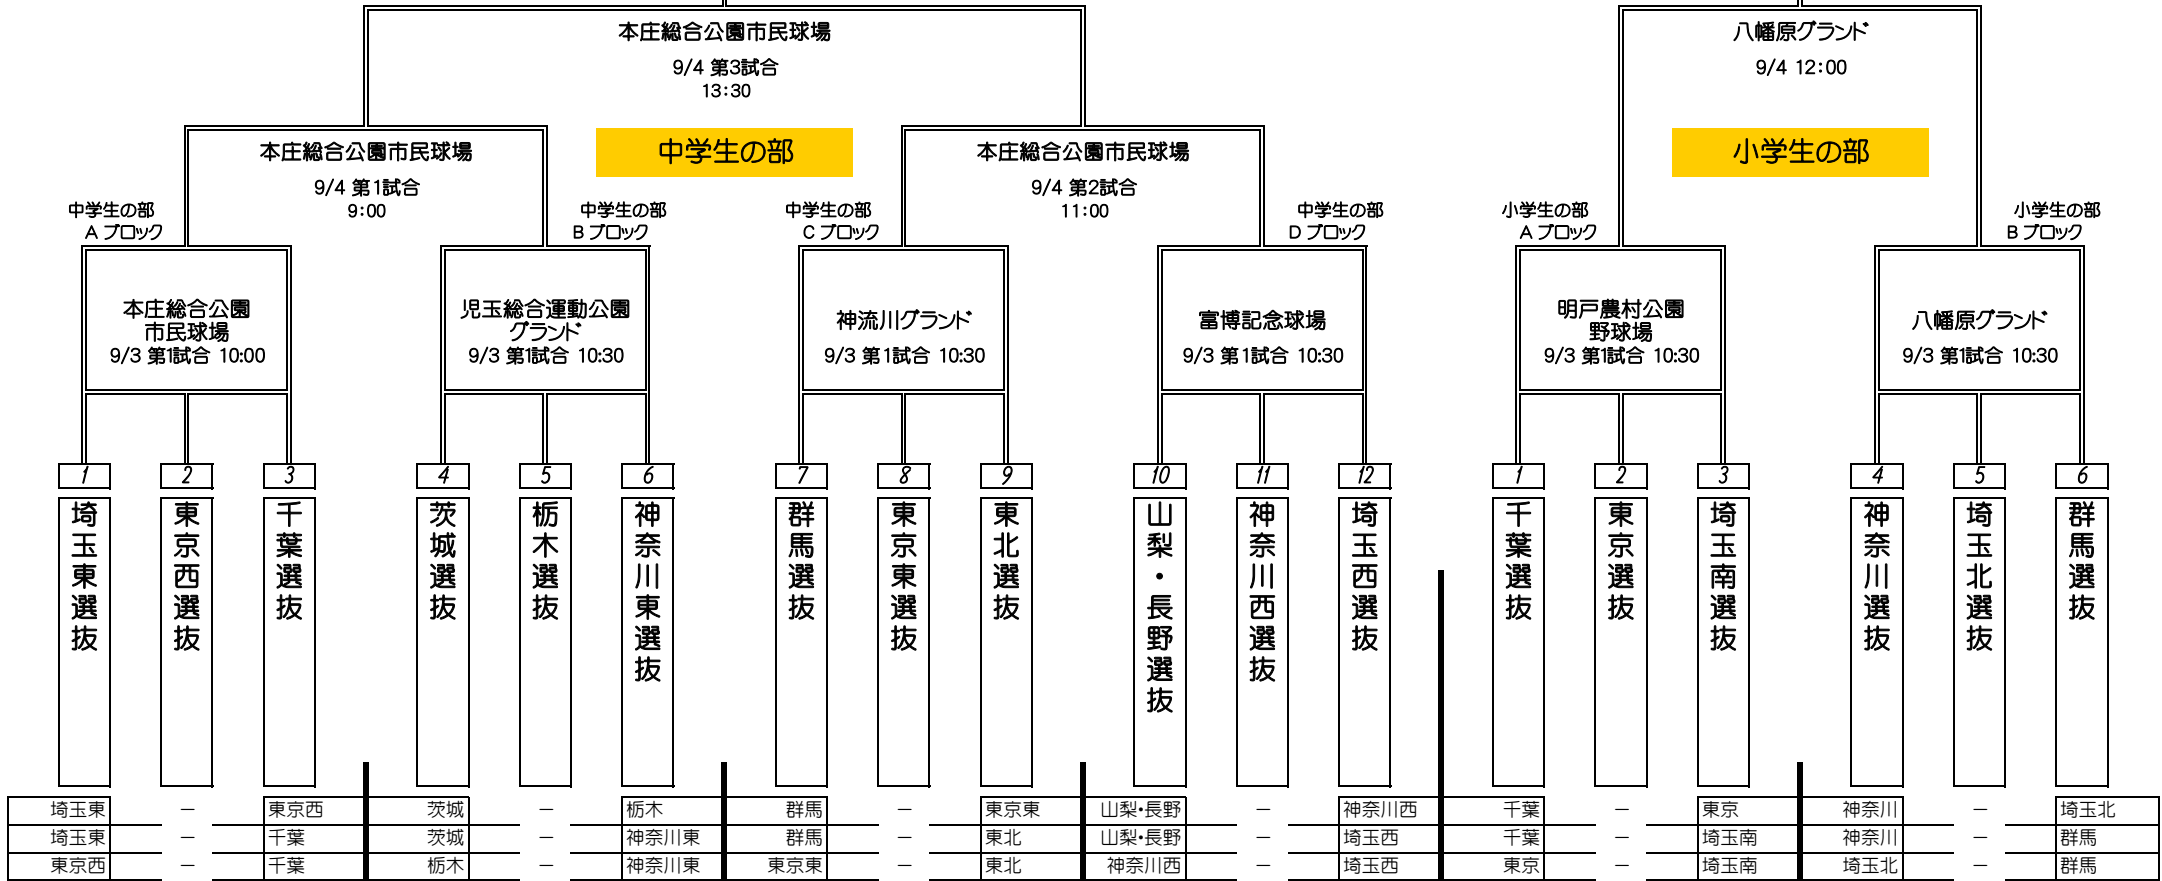 本庄総合公園市民球場
9/4 第3試合
13:30
八幡原グランド
9/4 12:00
中学生の部
小学生の部
本庄総合公園市民球場
9/4 第1試合
9:00
本庄総合公園市民球場
9/4 第2試合
11:00
中学生の部
A ブロック
中学生の部
B ブロック
中学生の部
C ブロック
中学生の部
D ブロック
小学生の部
A ブロック
小学生の部
B ブロック
本庄総合公園
市民球場
9/3 第1試合 10:00
児玉総合運動公園
グランド
9/3 第1試合 10:30
神流川グランド
9/3 第1試合 10:30
富博記念球場
9/3 第1試合 10:30
明戸農村公園
野球場
9/3 第1試合 10:30
八幡原グランド
9/3 第1試合 10:30
1
埼玉東選抜
2
東京西選抜
3
千葉選抜
4
茨城選抜
5
栃木選抜
6
神奈川東選抜
7
群馬選抜
8
東京東選抜
9
東北選抜
10
山梨・長野選抜
11
神奈川西選抜
12
埼玉西選抜
1
千葉選抜
2
東京選抜
3
埼玉南選抜
4
神奈川選抜
5
埼玉北選抜
6
群馬選抜
埼玉東 － 東京西
埼玉東 － 千葉
東京西 － 千葉
茨城 － 栃木
茨城 － 神奈川東
栃木 － 神奈川東
群馬 － 東京東
群馬 － 東北
東京東 － 東北
山梨・長野 － 神奈川西
山梨・長野 － 埼玉西
神奈川西 － 埼玉西
千葉 － 東京
千葉 － 埼玉南
東京 － 埼玉南
神奈川 － 埼玉北
神奈川 － 群馬
埼玉北 － 群馬